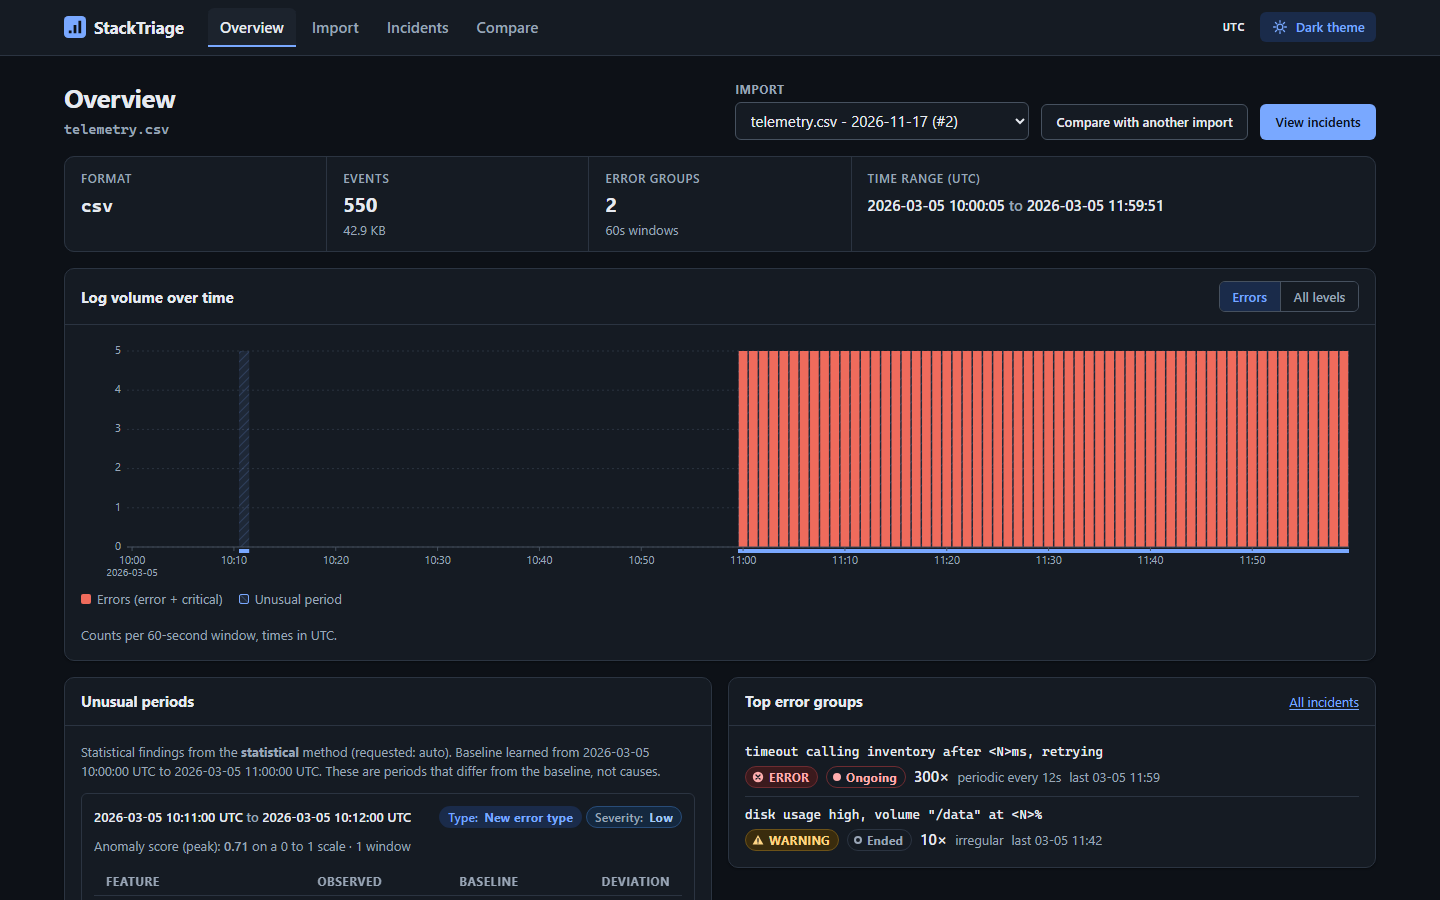 StackTriage Overview Import Incidents Compare UTC Dark theme
Overview
telemetry.csv
IMPORT
telemetry.csv - 2026-11-17 (#2)
Compare with another import
View incidents
FORMAT
csv
EVENTS
550
42.9 KB
ERROR GROUPS
2
60s windows
TIME RANGE (UTC)
2026-03-05 10:00:05 to 2026-03-05 11:59:51
Log volume over time
Errors All levels
5
4
3
2
1
0
10:00 10:10 10:20 10:30 10:40 10:50 11:00 11:10 11:20 11:30 11:40 11:50
2026-03-05
Errors (error + critical) Unusual period
Counts per 60-second window, times in UTC.
Unusual periods
Statistical findings from the statistical method (requested: auto). Baseline learned from 2026-03-05
10:00:00 UTC to 2026-03-05 11:00:00 UTC. These are periods that differ from the baseline, not causes.
2026-03-05 10:11:00 UTC to 2026-03-05 10:12:00 UTC Type: New error type Severity: Low
Anomaly score (peak): 0.71 on a 0 to 1 scale · 1 window
FEATURE OBSERVED BASELINE DEVIATION
Top error groups All incidents
timeout calling inventory after <N>ms, retrying
ERROR Ongoing 300× periodic every 12s last 03-05 11:59
disk usage high, volume "/data" at <N>%
WARNING Ended 10× irregular last 03-05 11:42